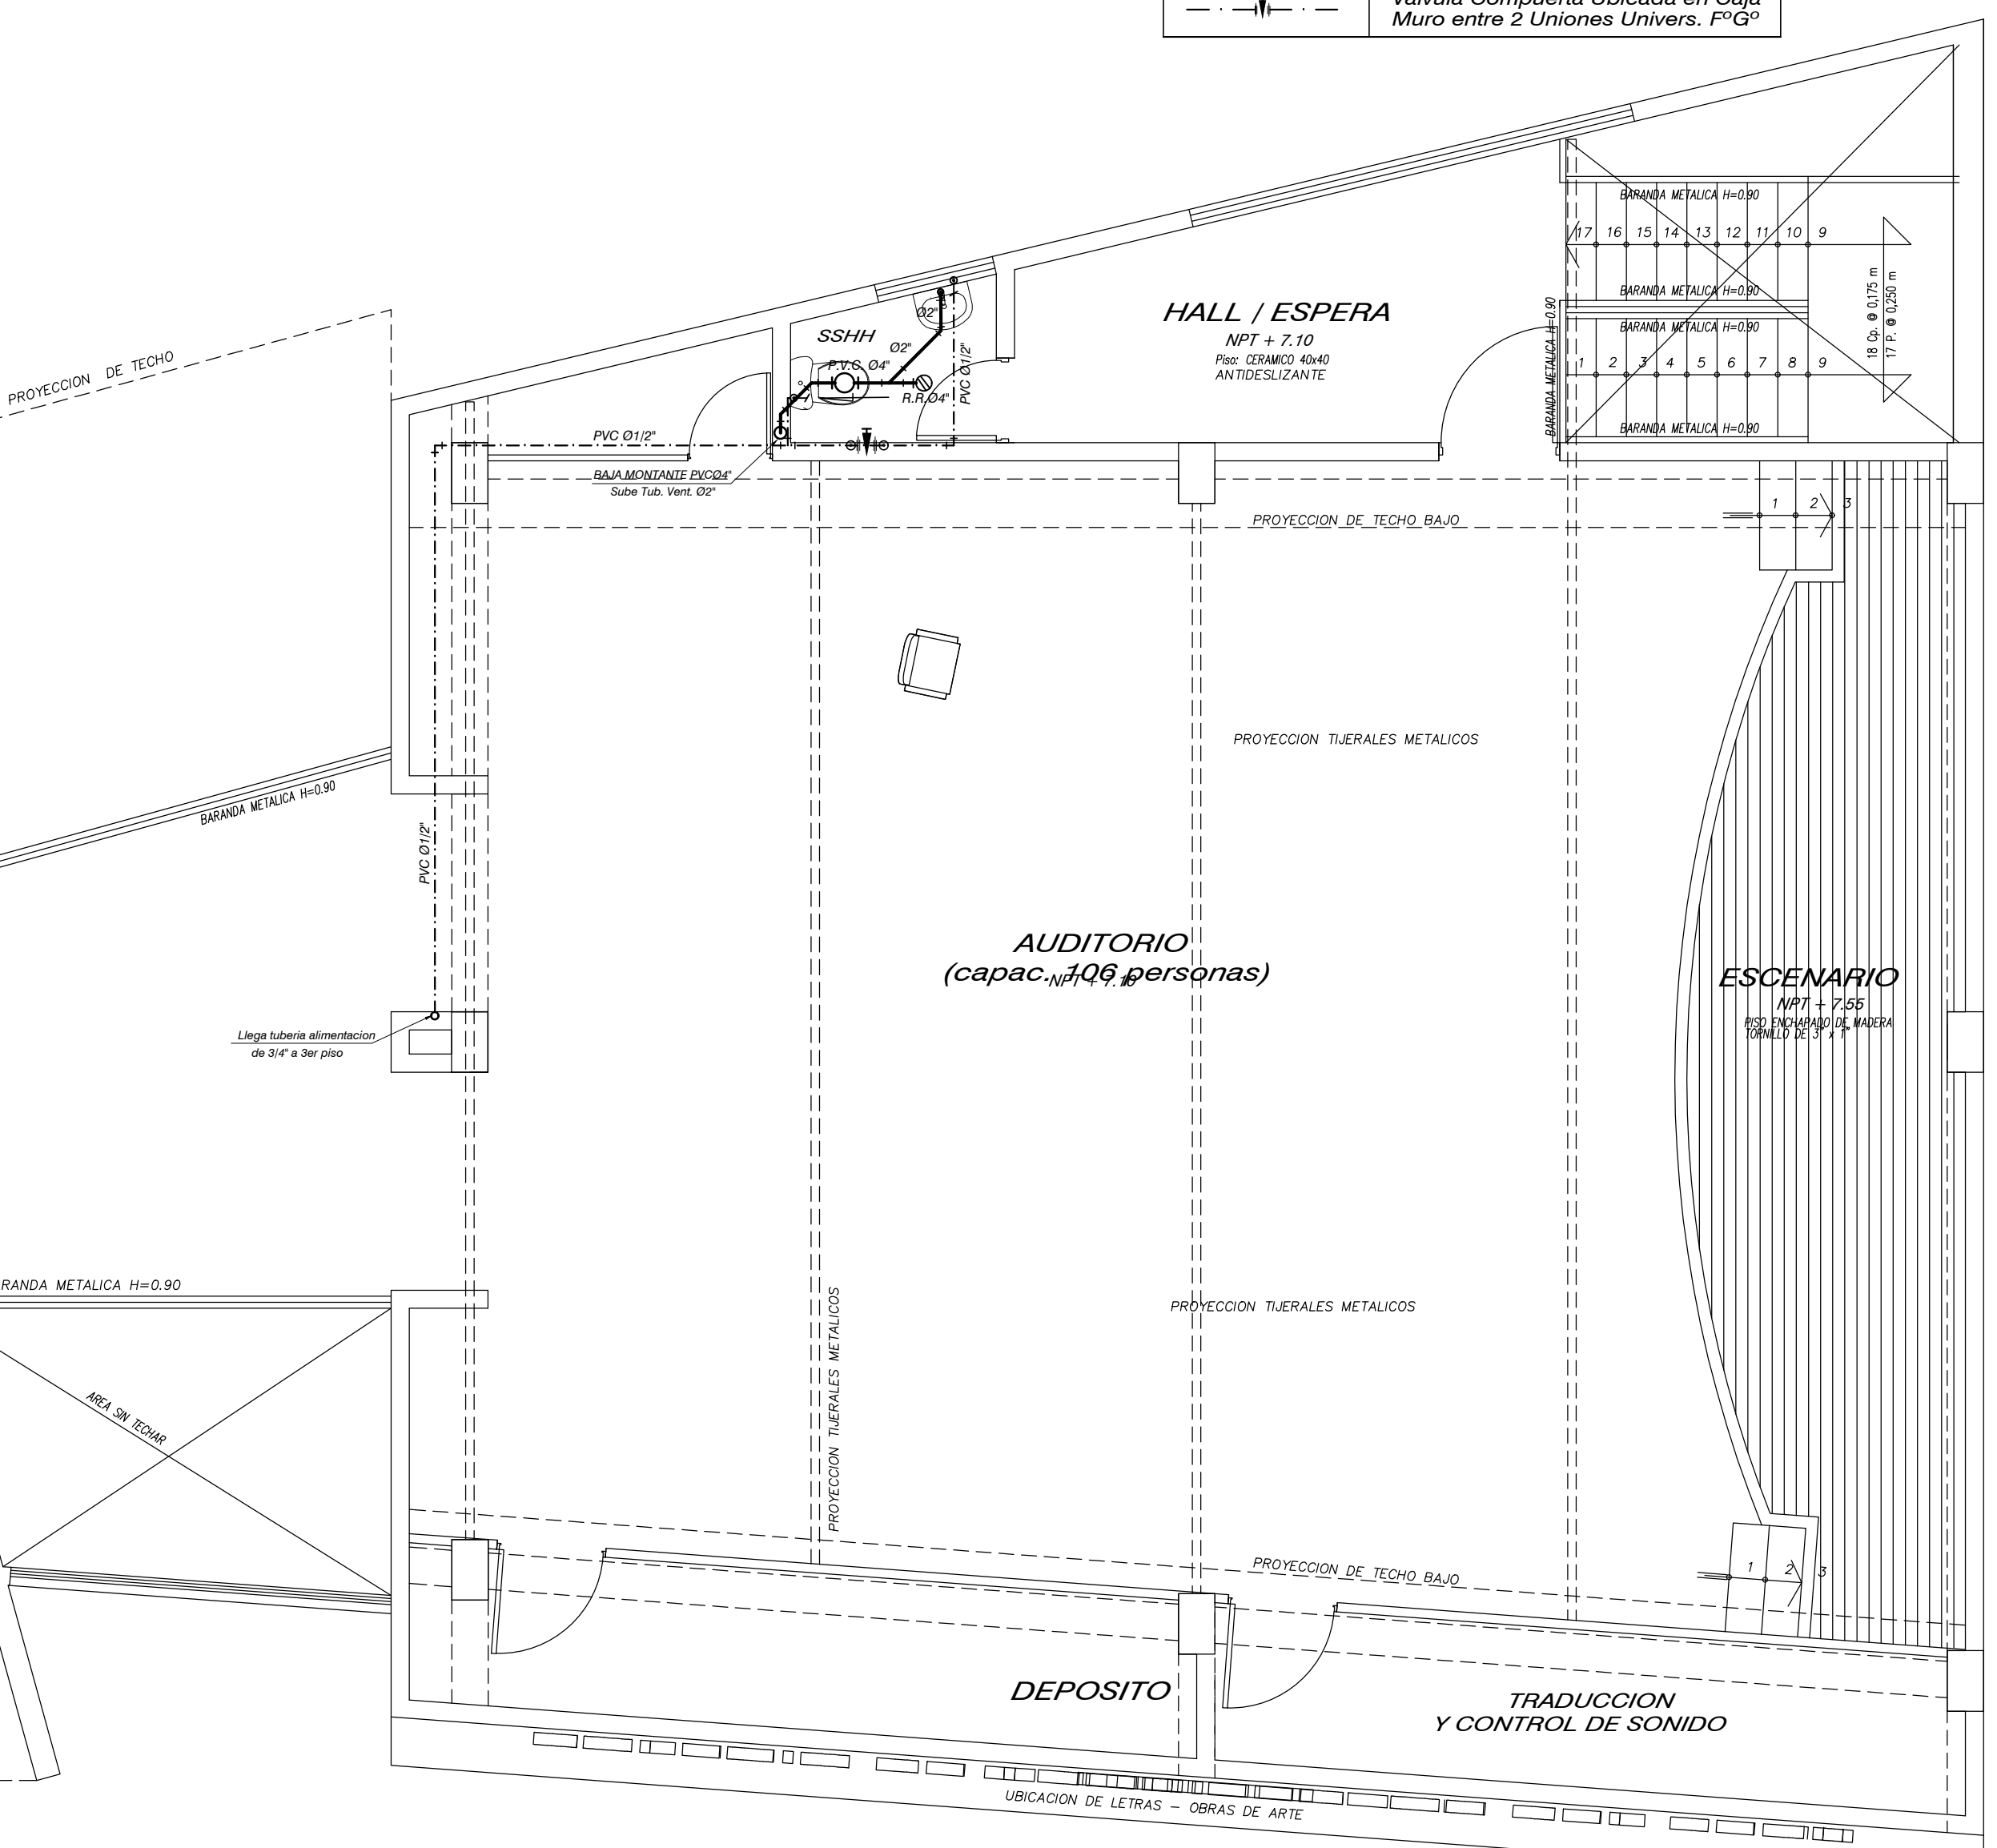 Válvula Compuerta Ubicada en Caja
Muro entre 2 Uniones Univers. FºGº
PROYECCION DE TECHO
BARANDA METALICA H=0.90
17 16 15 14 13 12 11 10 9
BARANDA METALICA H=0.90
BARANDA METALICA H=0.90
1 2 3 4 5 6 7 8 9
BARANDA METALICA H=0.90
BARANDA METALICA H=0.90
18 Cp. @ 0,175 m
17 P. @ 0,250 m
HALL / ESPERA
NPT + 7.10
Piso: CERAMICO 40x40
ANTIDESLIZANTE
SSHH
Ø2"
Ø2"
P.V.C. Ø4"
R.R.Ø4"
PVC Ø1/2"
PVC Ø1/2"
BAJA MONTANTE PVCØ4"
Sube Tub. Vent. Ø2"
PROYECCION DE TECHO BAJO
1 2 3
PROYECCION TIJERALES METALICOS
BARANDA METALICA H=0.90
PVC Ø1/2"
AUDITORIO
(capac. 106 personas)
NPT + 7.10
ESCENARIO
NPT + 7.55
PISO ENCHAPADO DE MADERA
TORNILLO DE 3" x 1"
Llega tuberia alimentacion
de 3/4" a 3er piso
RANDA METALICA H=0.90
PROYECCION TIJERALES METALICOS
PROYECCION TIJERALES METALICOS
AREA SIN TECHAR
PROYECCION DE TECHO BAJO
1 2 3
DEPOSITO
TRADUCCION
Y CONTROL DE SONIDO
UBICACION DE LETRAS – OBRAS DE ARTE